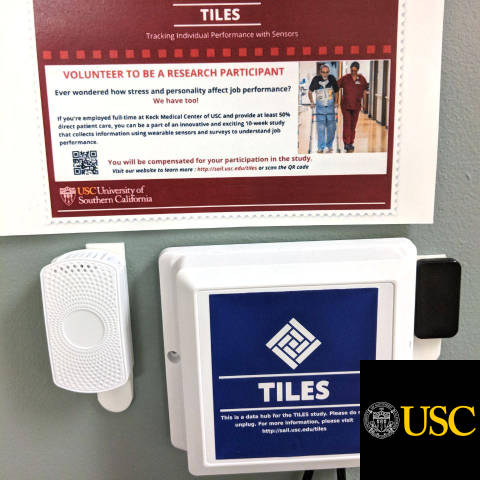 TILES
Tracking Individual Performance with Sensors
VOLUNTEER TO BE A RESEARCH PARTICIPANT
Ever wondered how stress and personality affect job performance?
We have too!
If you're employed full-time at Keck Medical Center of USC and provide at least 50%
direct patient care, you can be a part of an innovative and exciting 10-week study
that collects information using wearable sensors and surveys to understand job
performance.
You will be compensated for your participation in the study.
Visit our website to learn more : http://sail.usc.edu/tiles or scan the QR code
USC University of
Southern California
TILES
This is a data hub for the TILES study. Please do
unplug. For more information, please visit
http://sail.usc.edu/tiles
USC